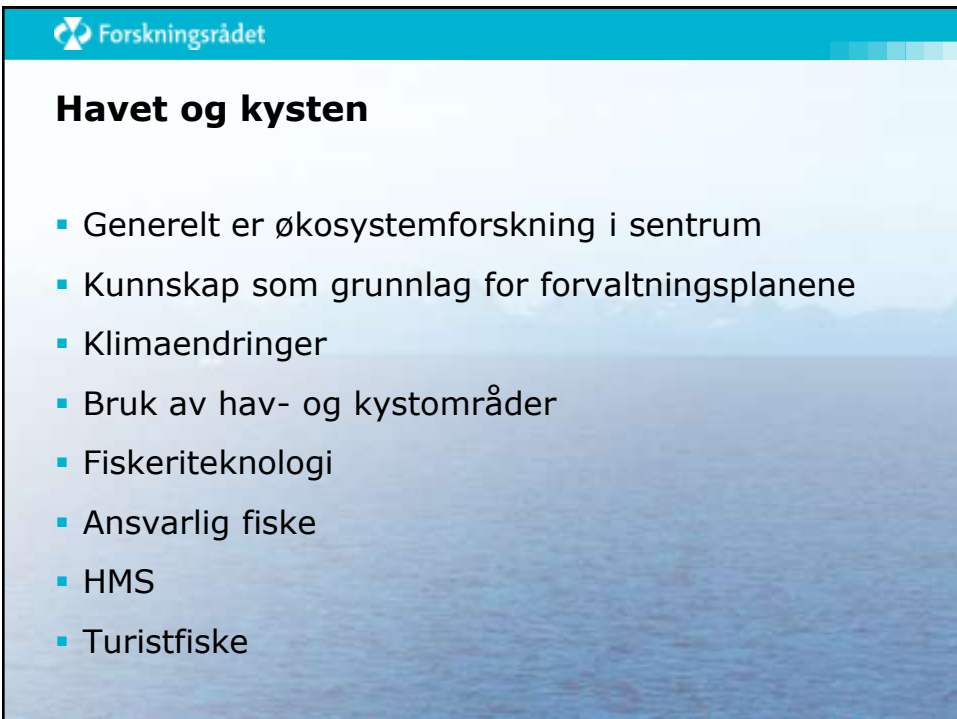 Forskningsrådet
Havet og kysten
▪ Generelt er økosystemforskning i sentrum
▪ Kunnskap som grunnlag for forvaltningsplanene
▪ Klimaendringer
▪ Bruk av hav- og kystområder
▪ Fiskeriteknologi
▪ Ansvarlig fiske
▪ HMS
▪ Turistfiske